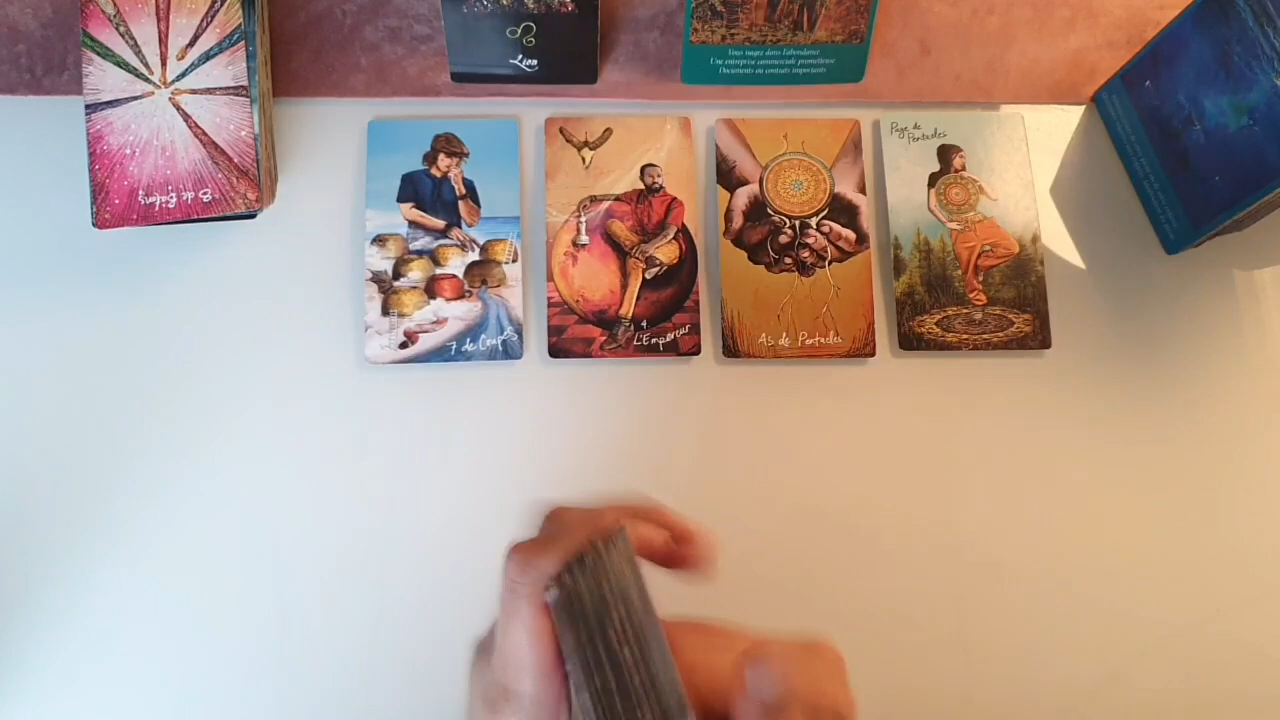 Lion
Vous nagez dans l'abondance
Une entreprise commerciale prometteuse
Documents ou contrats importants
8 de Bâtons
7 de Coupes
4.
L'Empereur
As de Pentacles
Page de
Pentacles